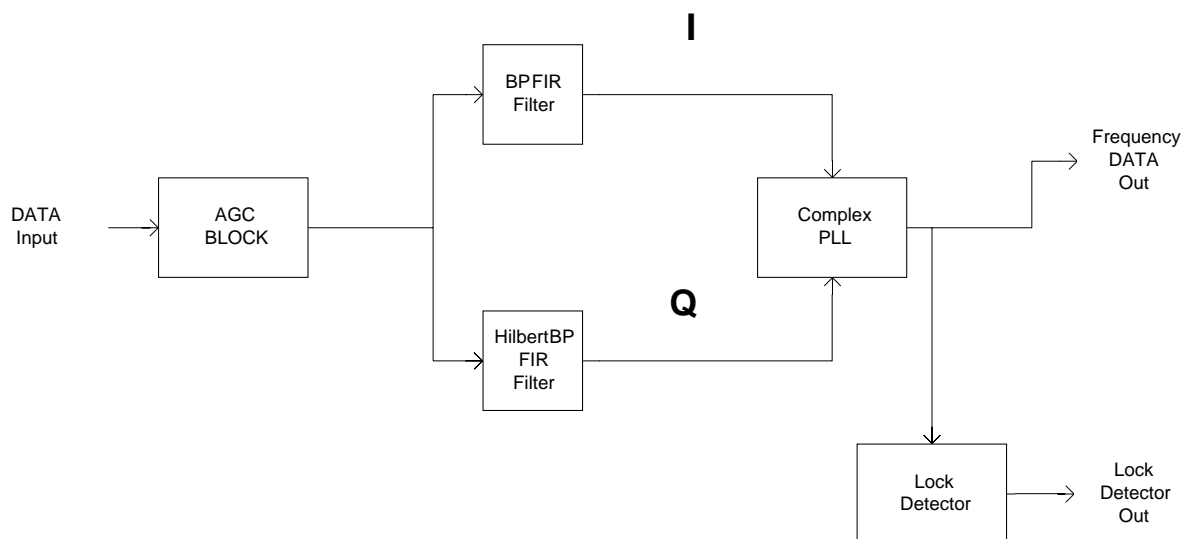 I
BPFIR
Filter
Frequency
DATA
Out
DATA
Input
AGC
BLOCK
Complex
PLL
Q
HilbertBP
FIR
Filter
Lock
Detector
Lock
Detector
Out